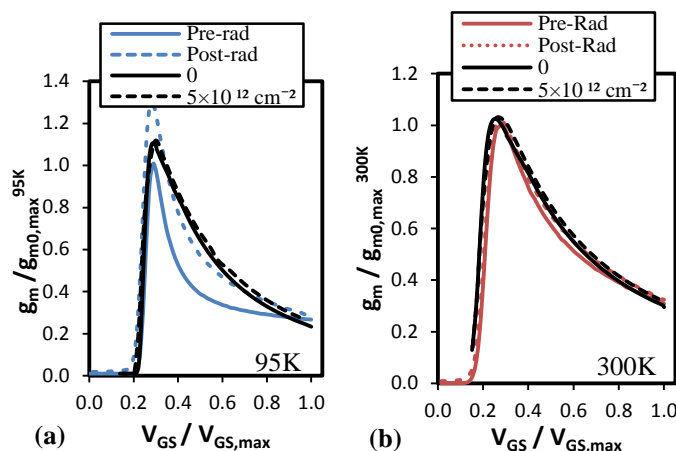 Pre-rad
Post-rad
0
5×10 ¹² cm⁻²
1.4
1.2
1.0
0.8
0.6
0.4
0.2
0.0
g_m / g_m0,max^95K
95K
0.0 0.2 0.4 0.6 0.8 1.0
(a)
V_GS / V_GS,max
Pre-Rad
Post-Rad
0
5×10 ¹² cm⁻²
1.2
1.0
0.8
0.6
0.4
0.2
0.0
g_m / g_m0,max^300K
300K
0.0 0.2 0.4 0.6 0.8 1.0
(b)
V_GS / V_GS,max